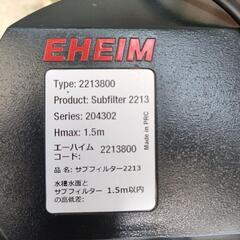 EHEIM
Type: 2213800
Product: Subfilter 2213
Series: 204302
Hmax: 1.5m
Made in PRC
エーハイム
コード: 2213800
品名: サブフィルター2213
水槽水面と
サブフィルター 1.5m以内
の高低差